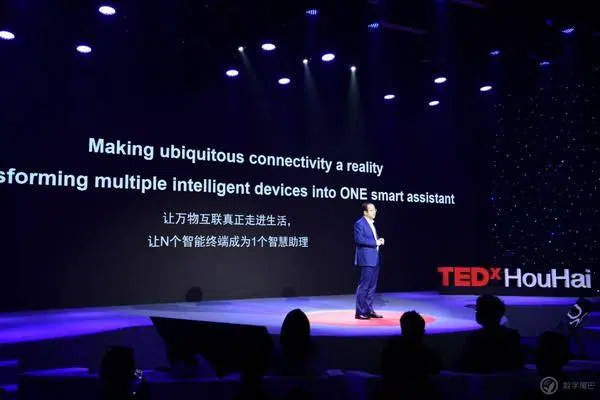 Making ubiquitous connectivity a reality
sforming multiple intelligent devices into ONE smart assistant
让万物互联真正走进生活，
让N个智能终端成为1个智慧助理
TEDx HouHai
数字尾巴